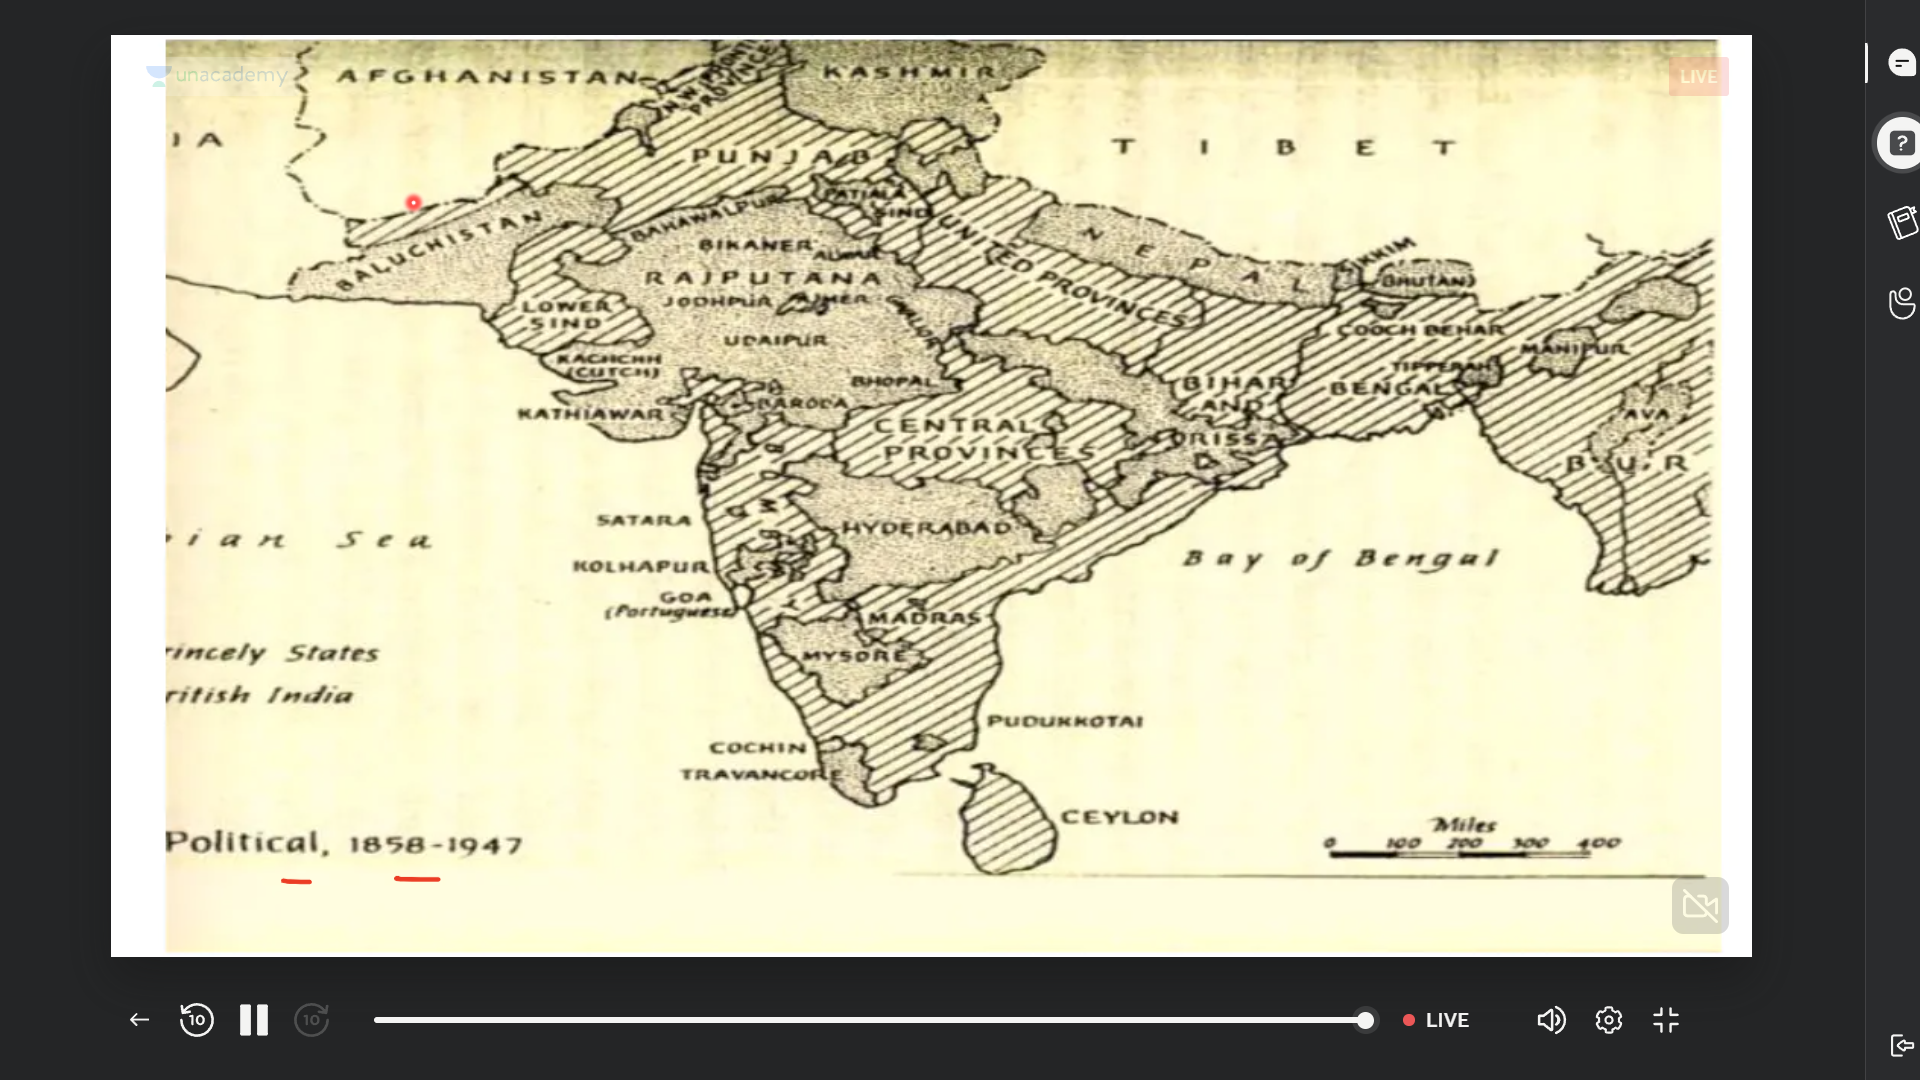 unacademy
LIVE
AFGHANISTAN
N.W. FRONTIER
PROVINCE
KASHMIR
I A
TIBET
PUNJAB
PATIALA
SIND
BALUCHISTAN
BAHAWALPUR
BIKANER
ALWAR
RAJPUTANA
JODHPUR
AJMER
GWALIOR
UNITED PROVINCES
NEPAL
SIKKIM
BHUTAN
LOWER
SIND
UDAIPUR
COOCH BEHAR
MANIPUR
KACHCHH
(CUTCH)
BHOPAL
TIPPERAH
BIHAR
AND
ORISSA
BENGAL
KATHIAWAR
BARODA
AVA
CENTRAL
PROVINCES
BUR
BOMBAY
SATARA
HYDERABAD
ian Sea
Bay of Bengal
KOLHAPUR
GOA
(Portuguese)
MADRAS
rincely States
MYSORE
ritish India
PUDUKKOTAI
COCHIN
TRAVANCORE
CEYLON
Political, 1858-1947
Miles
0 100 200 300 400
10
10
LIVE